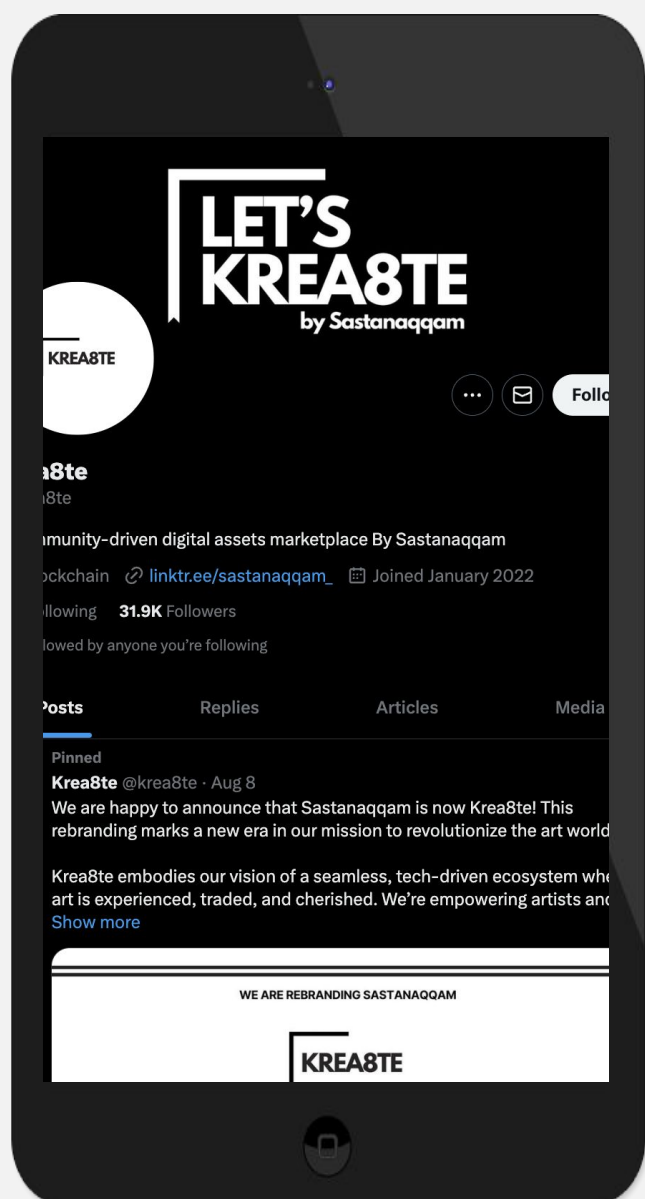 LET'S
KREA8TE
by Sastanaqqam
KREA8TE
Follo
a8te
a8te
munity-driven digital assets marketplace By Sastanaqqam
ockchain linktr.ee/sastanaqqam_ Joined January 2022
llowing 31.9K Followers
lowed by anyone you're following
Posts Replies Articles Media
Pinned
Krea8te @krea8te · Aug 8
We are happy to announce that Sastanaqqam is now Krea8te! This
rebranding marks a new era in our mission to revolutionize the art world
Krea8te embodies our vision of a seamless, tech-driven ecosystem whe
art is experienced, traded, and cherished. We're empowering artists and
Show more
WE ARE REBRANDING SASTANAQQAM
KREA8TE